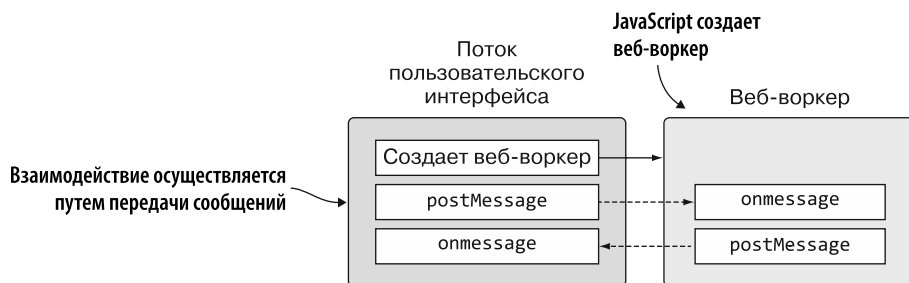 JavaScript создает
веб-воркер
Поток
пользовательского
интерфейса
Веб-воркер
Создает веб-воркер
Взаимодействие осуществляется
путем передачи сообщений
postMessage
onmessage
onmessage
postMessage